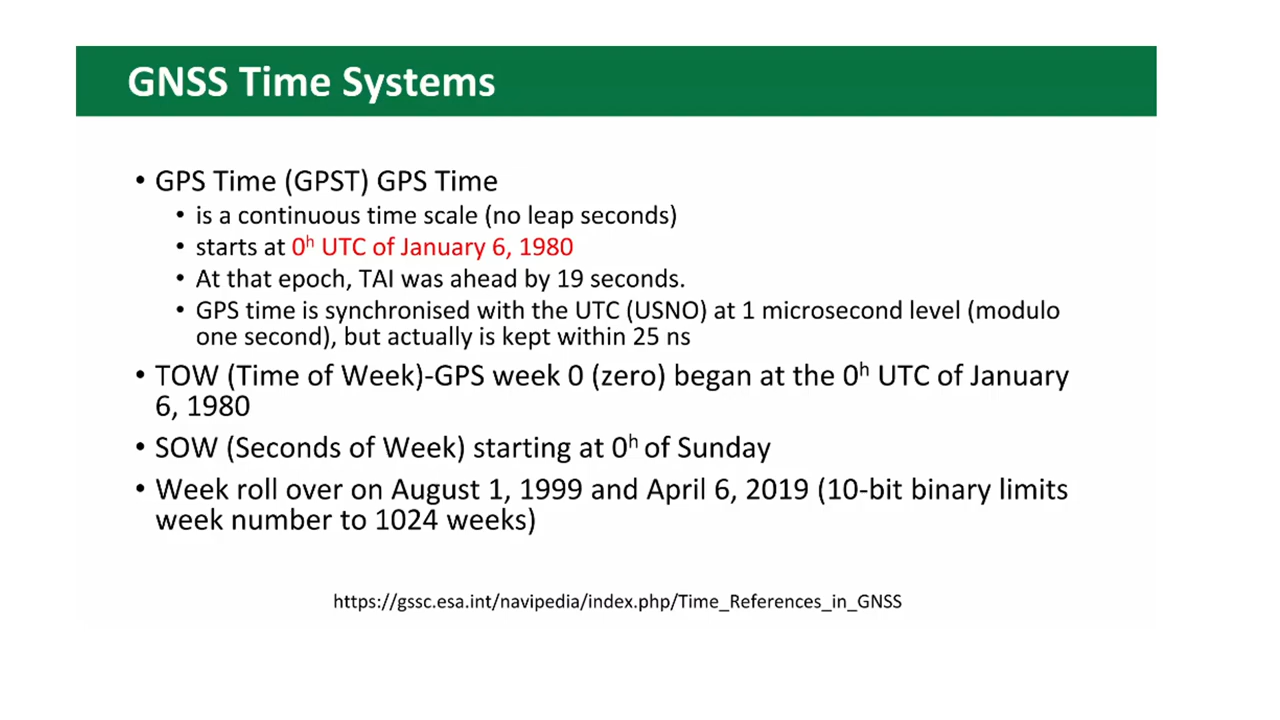 GNSS Time Systems
• GPS Time (GPST) GPS Time
• is a continuous time scale (no leap seconds)
• starts at 0ʰ UTC of January 6, 1980
• At that epoch, TAI was ahead by 19 seconds.
• GPS time is synchronised with the UTC (USNO) at 1 microsecond level (modulo
one second), but actually is kept within 25 ns
• TOW (Time of Week)-GPS week 0 (zero) began at the 0ʰ UTC of January
6, 1980
• SOW (Seconds of Week) starting at 0ʰ of Sunday
• Week roll over on August 1, 1999 and April 6, 2019 (10-bit binary limits
week number to 1024 weeks)
https://gssc.esa.int/navipedia/index.php/Time_References_in_GNSS